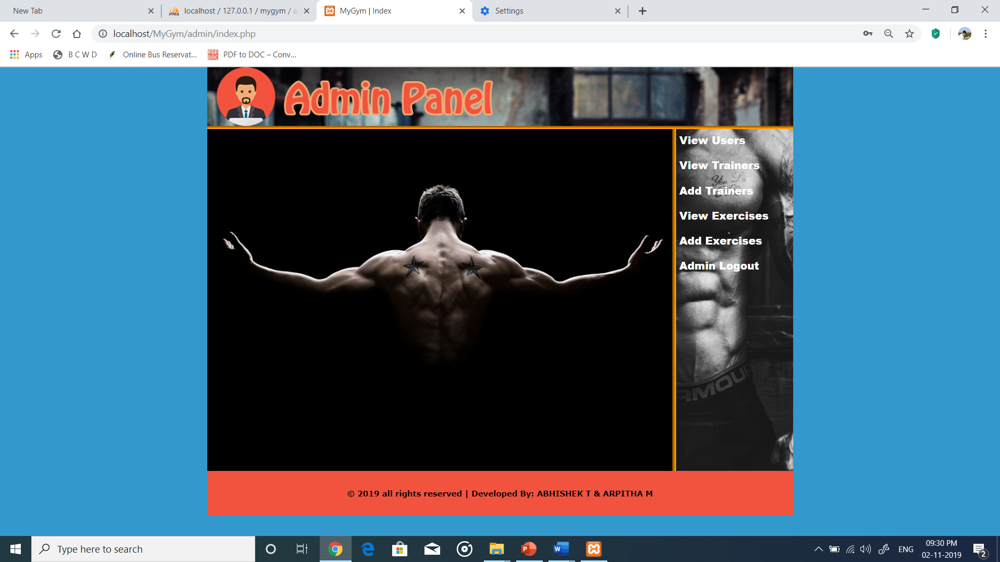 New Tab
localhost / 127.0.0.1 / mygym / a
MyGym | Index
Settings
localhost/MyGym/admin/index.php
Apps
B C W D
Online Bus Reservat...
PDF to DOC – Conv...
Admin Panel
View Users
View Trainers
Add Trainers
View Exercises
Add Exercises
Admin Logout
© 2019 all rights reserved | Developed By: ABHISHEK T & ARPITHA M
Type here to search
ENG
09:30 PM
02-11-2019
2